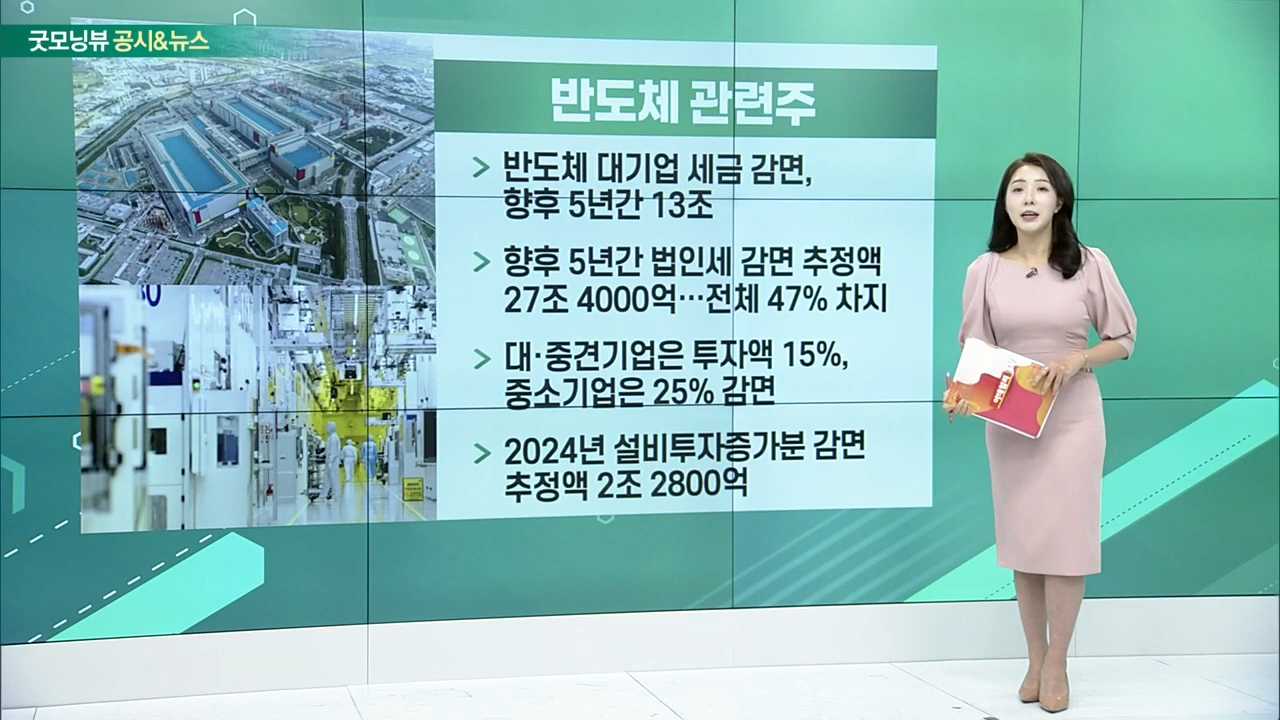 굿모닝뷰 공시&뉴스
반도체 관련주
> 반도체 대기업 세금 감면,
향후 5년간 13조
> 향후 5년간 법인세 감면 추정액
27조 4000억…전체 47% 차지
> 대·중견기업은 투자액 15%,
중소기업은 25% 감면
> 2024년 설비투자증가분 감면
추정액 2조 2800억